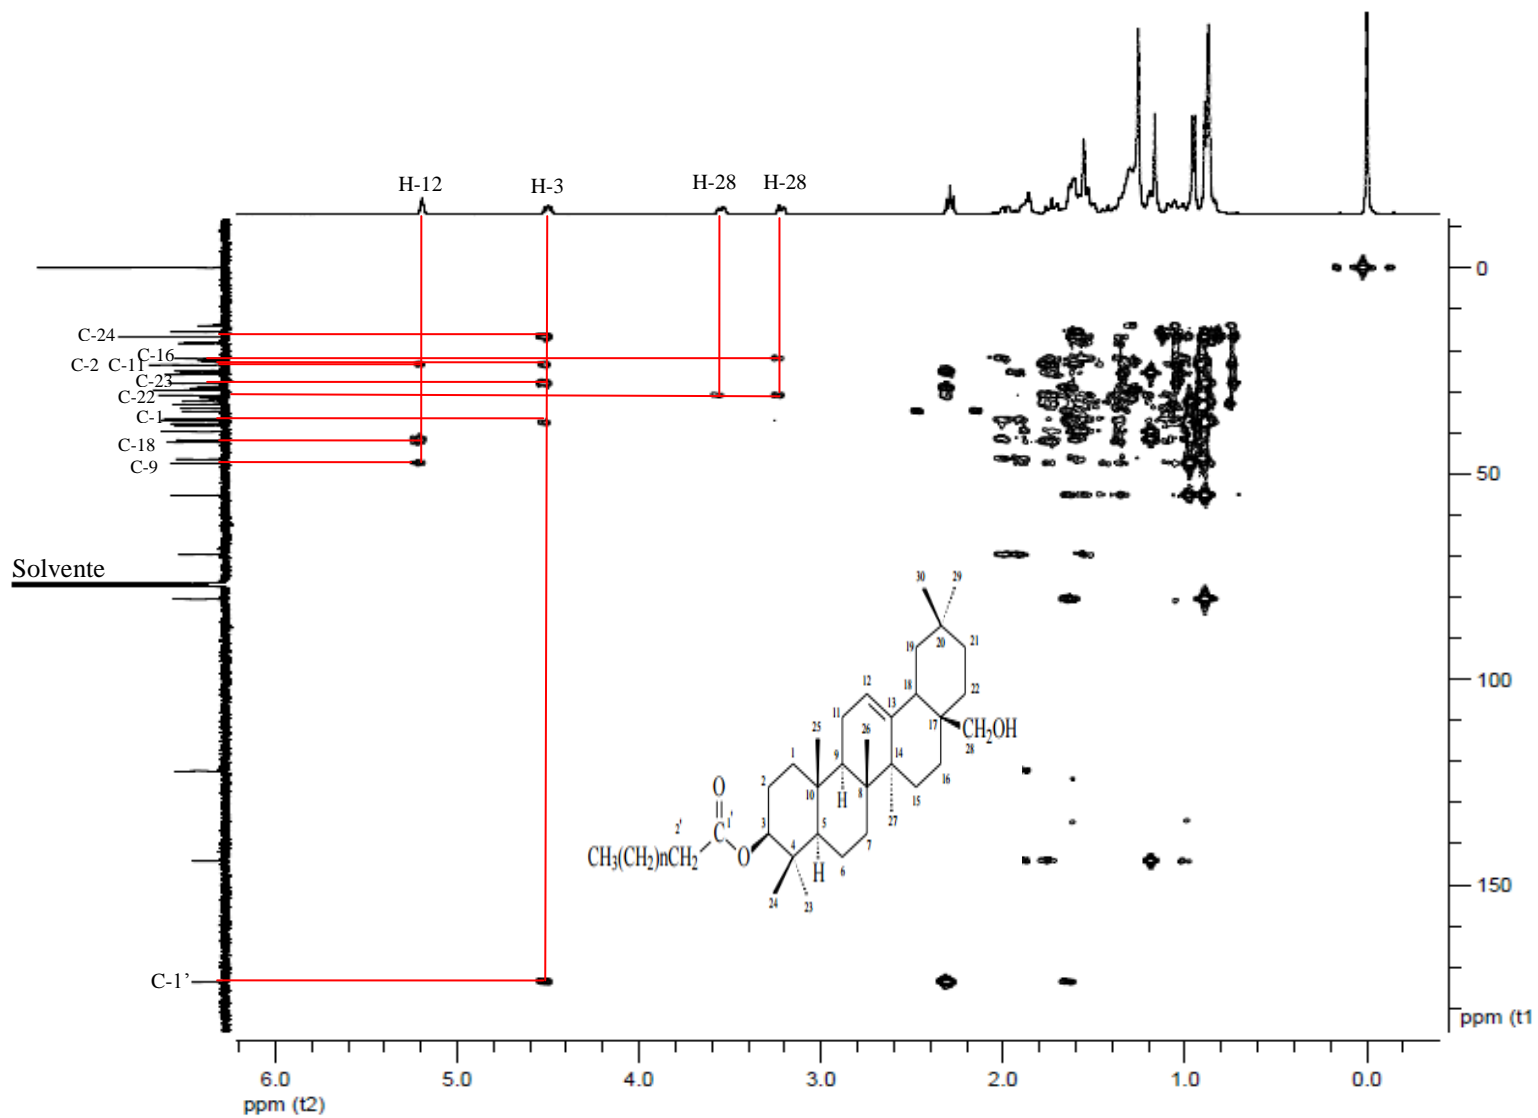 H-12 H-3 H-28 H-28
C-24
C-16
C-2 C-11
C-23
C-22
C-1
C-18
C-9
Solvente
C-1’
0
50
100
150
ppm (t1
30 29
19 20 21
12 18 22
11 13 17 CH2OH
25 26 28
1 9 14 16
2 10 8 15
O H 27
2' C 1' 3 5 7
CH3(CH2)nCH2 O 4 H 6
24 23
6.0 5.0 4.0 3.0 2.0 1.0 0.0
ppm (t2)